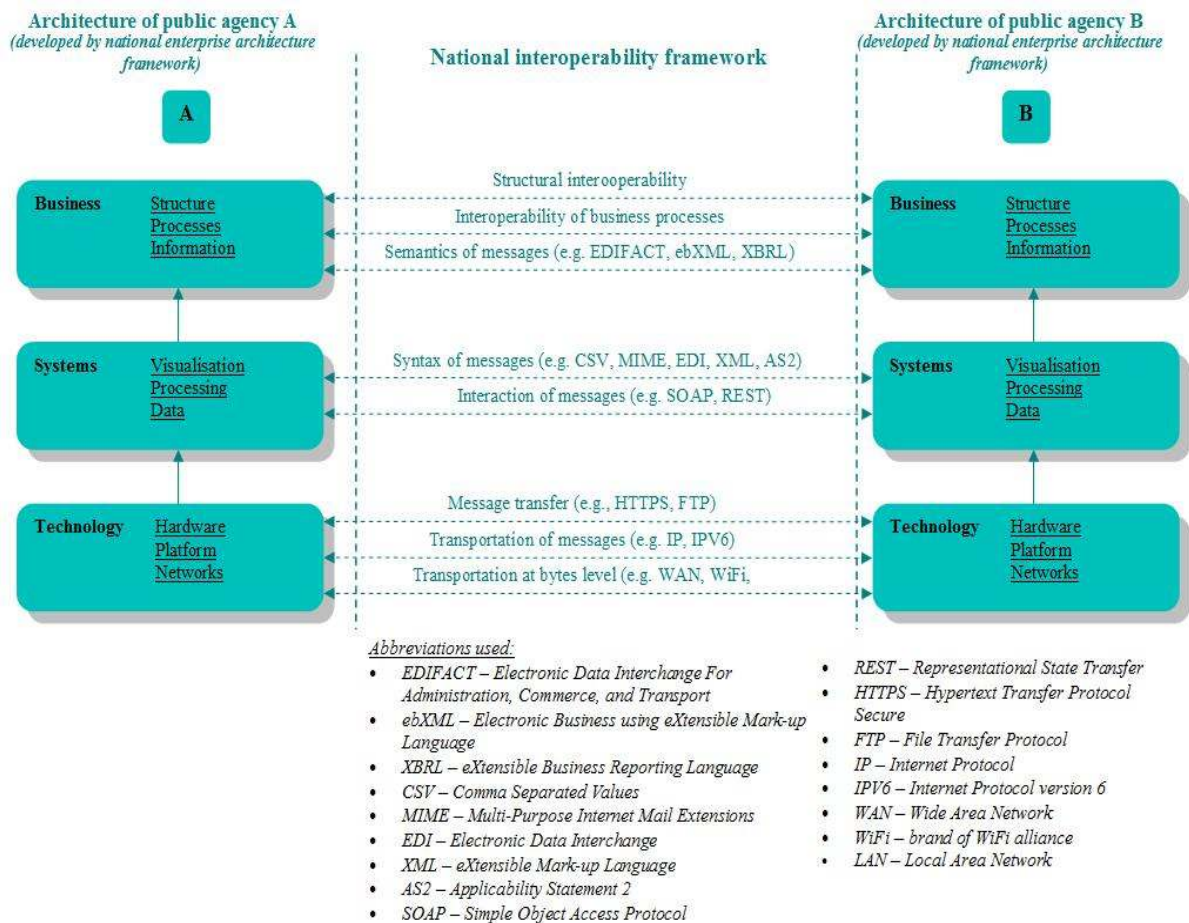 Architecture of public agency A
(developed by national enterprise architecture
framework)
National interoperability framework
Architecture of public agency B
(developed by national enterprise architecture
framework)
A
B
Structural interooperability
Interoperability of business processes
Semantics of messages (e.g. EDIFACT, ebXML, XBRL)
Business
Structure
Processes
Information
Business
Structure
Processes
Information
Syntax of messages (e.g. CSV, MIME, EDI, XML, AS2)
Interaction of messages (e.g. SOAP, REST)
Systems
Visualisation
Processing
Data
Systems
Visualisation
Processing
Data
Message transfer (e.g., HTTPS, FTP)
Transportation of messages (e.g. IP, IPV6)
Transportation at bytes level (e.g. WAN, WiFi,
Technology
Hardware
Platform
Networks
Technology
Hardware
Platform
Networks
Abbreviations used:
• EDIFACT – Electronic Data Interchange For
Administration, Commerce, and Transport
• ebXML – Electronic Business using eXtensible Mark-up
Language
• XBRL – eXtensible Business Reporting Language
• CSV – Comma Separated Values
• MIME – Multi-Purpose Internet Mail Extensions
• EDI – Electronic Data Interchange
• XML – eXtensible Mark-up Language
• AS2 – Applicability Statement 2
• SOAP – Simple Object Access Protocol
• REST – Representational State Transfer
• HTTPS – Hypertext Transfer Protocol
Secure
• FTP – File Transfer Protocol
• IP – Internet Protocol
• IPV6 – Internet Protocol version 6
• WAN – Wide Area Network
• WiFi – brand of WiFi alliance
• LAN – Local Area Network